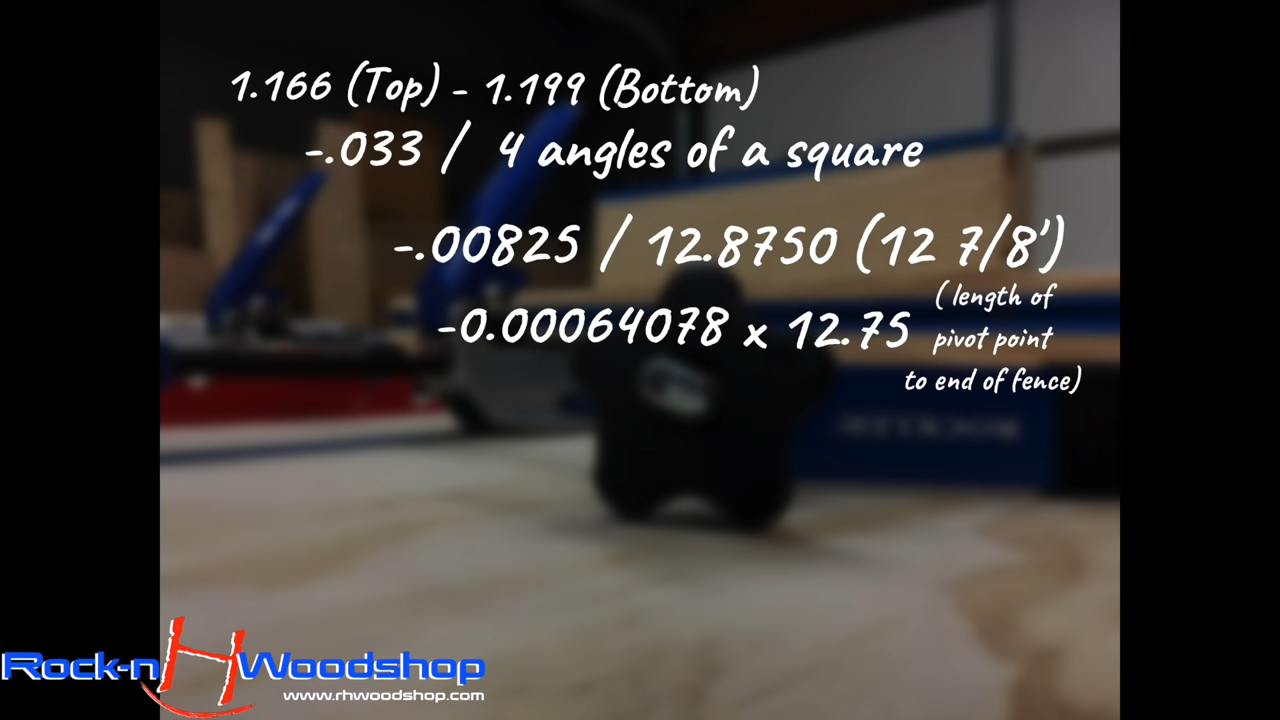 1.166 (Top) - 1.199 (Bottom)
-.033 / 4 angles of a square
-.00825 / 12.8750 (12 7/8')
-0.00064078 x 12.75
( length of
pivot point
to end of fence)
Rock-n H Woodshop
www.rhwoodshop.com